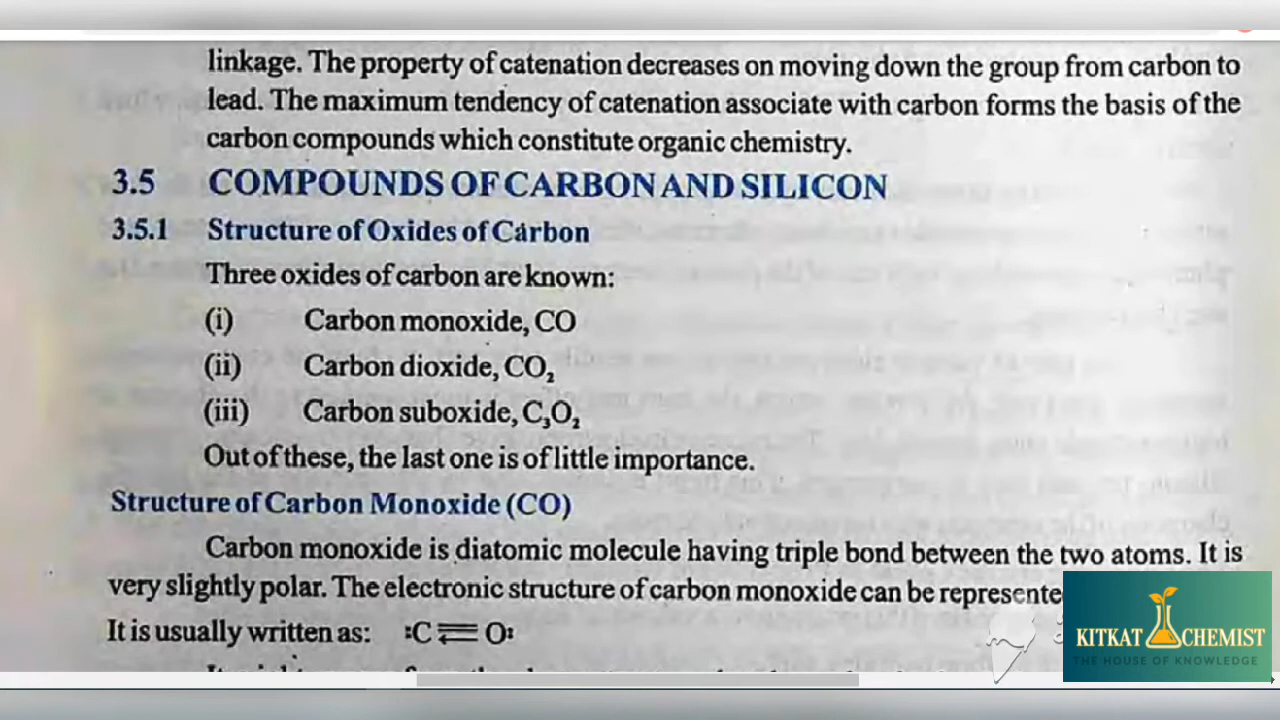 linkage. The property of catenation decreases on moving down the group from carbon to
lead. The maximum tendency of catenation associate with carbon forms the basis of the
carbon compounds which constitute organic chemistry.
3.5 COMPOUNDS OF CARBON AND SILICON
3.5.1 Structure of Oxides of Carbon
Three oxides of carbon are known:
(i) Carbon monoxide, CO
(ii) Carbon dioxide, CO₂
(iii) Carbon suboxide, C₃O₂
Out of these, the last one is of little importance.
Structure of Carbon Monoxide (CO)
Carbon monoxide is diatomic molecule having triple bond between the two atoms. It is
very slightly polar. The electronic structure of carbon monoxide can be represente
It is usually written as: :C⇌O:
KITKAT CHEMIST
THE HOUSE OF KNOWLEDGE